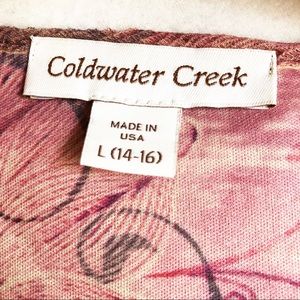 Coldwater Creek
MADE IN
USA
L (14-16)